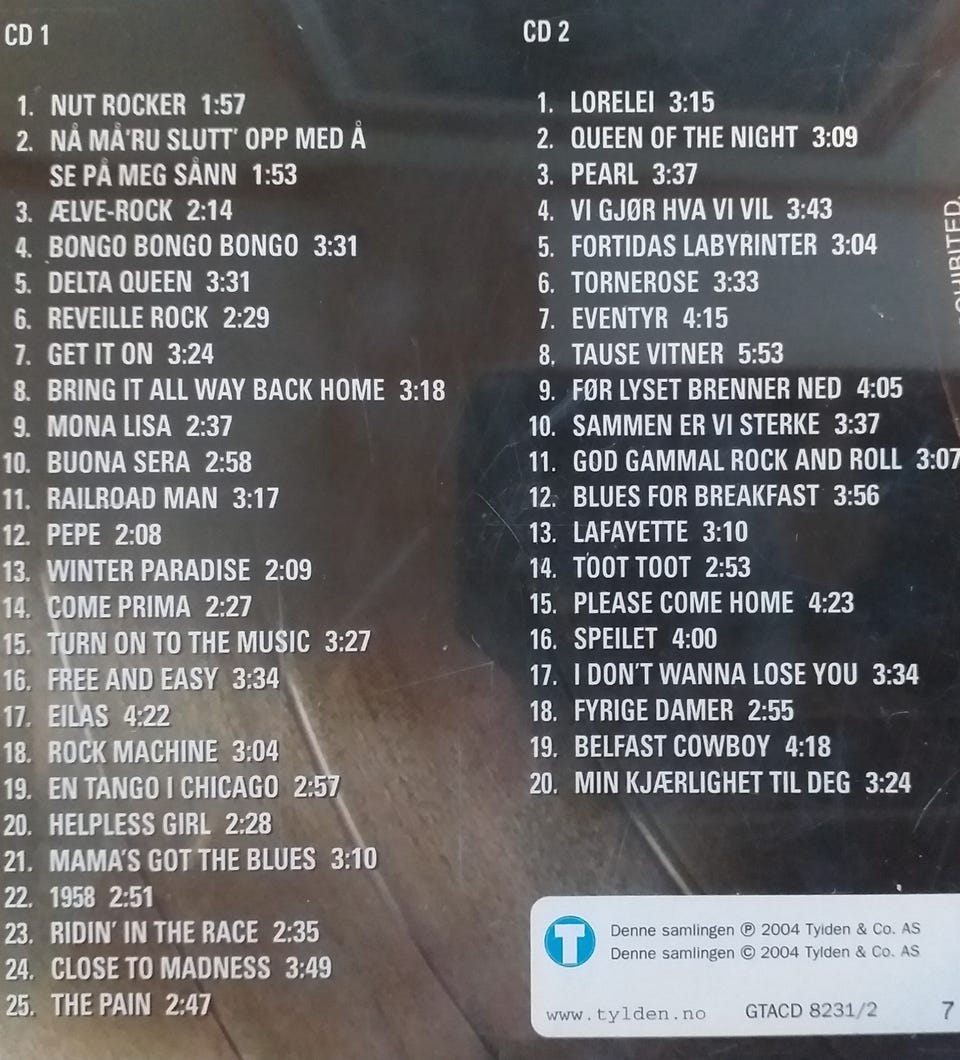 CD 1
1. NUT ROCKER 1:57
2. NÅ MÅ'RU SLUTT' OPP MED Å
SE PÅ MEG SÅNN 1:53
3. ÆLVE-ROCK 2:14
4. BONGO BONGO BONGO 3:31
5. DELTA QUEEN 3:31
6. REVEILLE ROCK 2:29
7. GET IT ON 3:24
8. BRING IT ALL WAY BACK HOME 3:18
9. MONA LISA 2:37
10. BUONA SERA 2:58
11. RAILROAD MAN 3:17
12. PEPE 2:08
13. WINTER PARADISE 2:09
14. COME PRIMA 2:27
15. TURN ON TO THE MUSIC 3:27
16. FREE AND EASY 3:34
17. EILAS 4:22
18. ROCK MACHINE 3:04
19. EN TANGO I CHICAGO 2:57
20. HELPLESS GIRL 2:28
21. MAMA'S GOT THE BLUES 3:10
22. 1958 2:51
23. RIDIN' IN THE RACE 2:35
24. CLOSE TO MADNESS 3:49
25. THE PAIN 2:47
CD 2
1. LORELEI 3:15
2. QUEEN OF THE NIGHT 3:09
3. PEARL 3:37
4. VI GJØR HVA VI VIL 3:43
5. FORTIDAS LABYRINTER 3:04
6. TORNEROSE 3:33
7. EVENTYR 4:15
8. TAUSE VITNER 5:53
9. FØR LYSET BRENNER NED 4:05
10. SAMMEN ER VI STERKE 3:37
11. GOD GAMMAL ROCK AND ROLL 3:07
12. BLUES FOR BREAKFAST 3:56
13. LAFAYETTE 3:10
14. TOOT TOOT 2:53
15. PLEASE COME HOME 4:23
16. SPEILET 4:00
17. I DON'T WANNA LOSE YOU 3:34
18. FYRIGE DAMER 2:55
19. BELFAST COWBOY 4:18
20. MIN KJÆRLIGHET TIL DEG 3:24
T
Denne samlingen ℗ 2004 Tylden & Co. AS
Denne samlingen © 2004 Tylden & Co. AS
www.tylden.no GTACD 8231/2 7